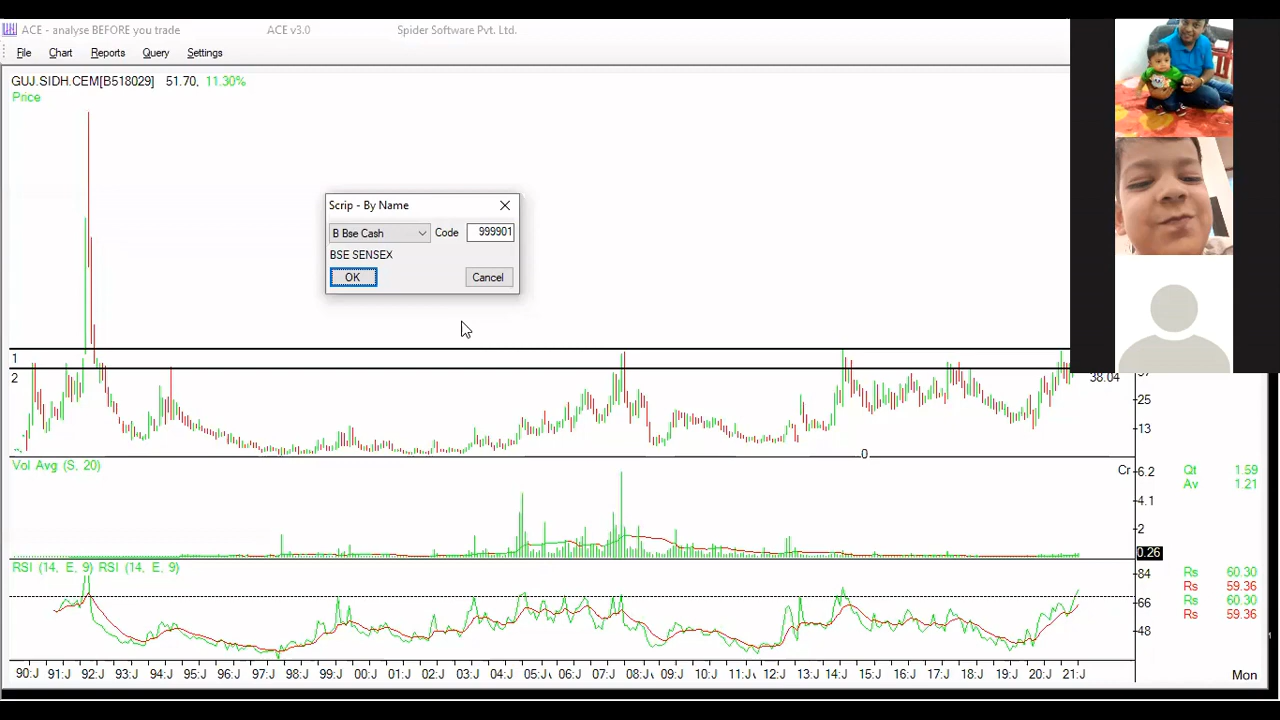 ACE - analyse BEFORE you trade ACE v3.0 Spider Software Pvt. Ltd.
File Chart Reports Query Settings
GUJ.SIDH.CEM[B518029] 51.70, 11.30%
Price
Scrip - By Name
B Bse Cash Code 999901
BSE SENSEX
OK Cancel
1
2
38.04
25
13
0
Vol Avg (S, 20)
Cr 6.2 Qt 1.59
Av 1.21
4.1
2
0.26
RSI (14, E, 9) RSI (14, E, 9)
84 Rs 60.30
Rs 59.36
66 Rs 60.30
Rs 59.36
48
90:J 91:J 92:J 93:J 94:J 95:J 96:J 97:J 98:J 99:J 00:J 01:J 02:J 03:J 04:J 05:J 06:J 07:J 08:J 09:J 10:J 11:J 12:J 13:J 14:J 15:J 16:J 17:J 18:J 19:J 20:J 21:J Mon